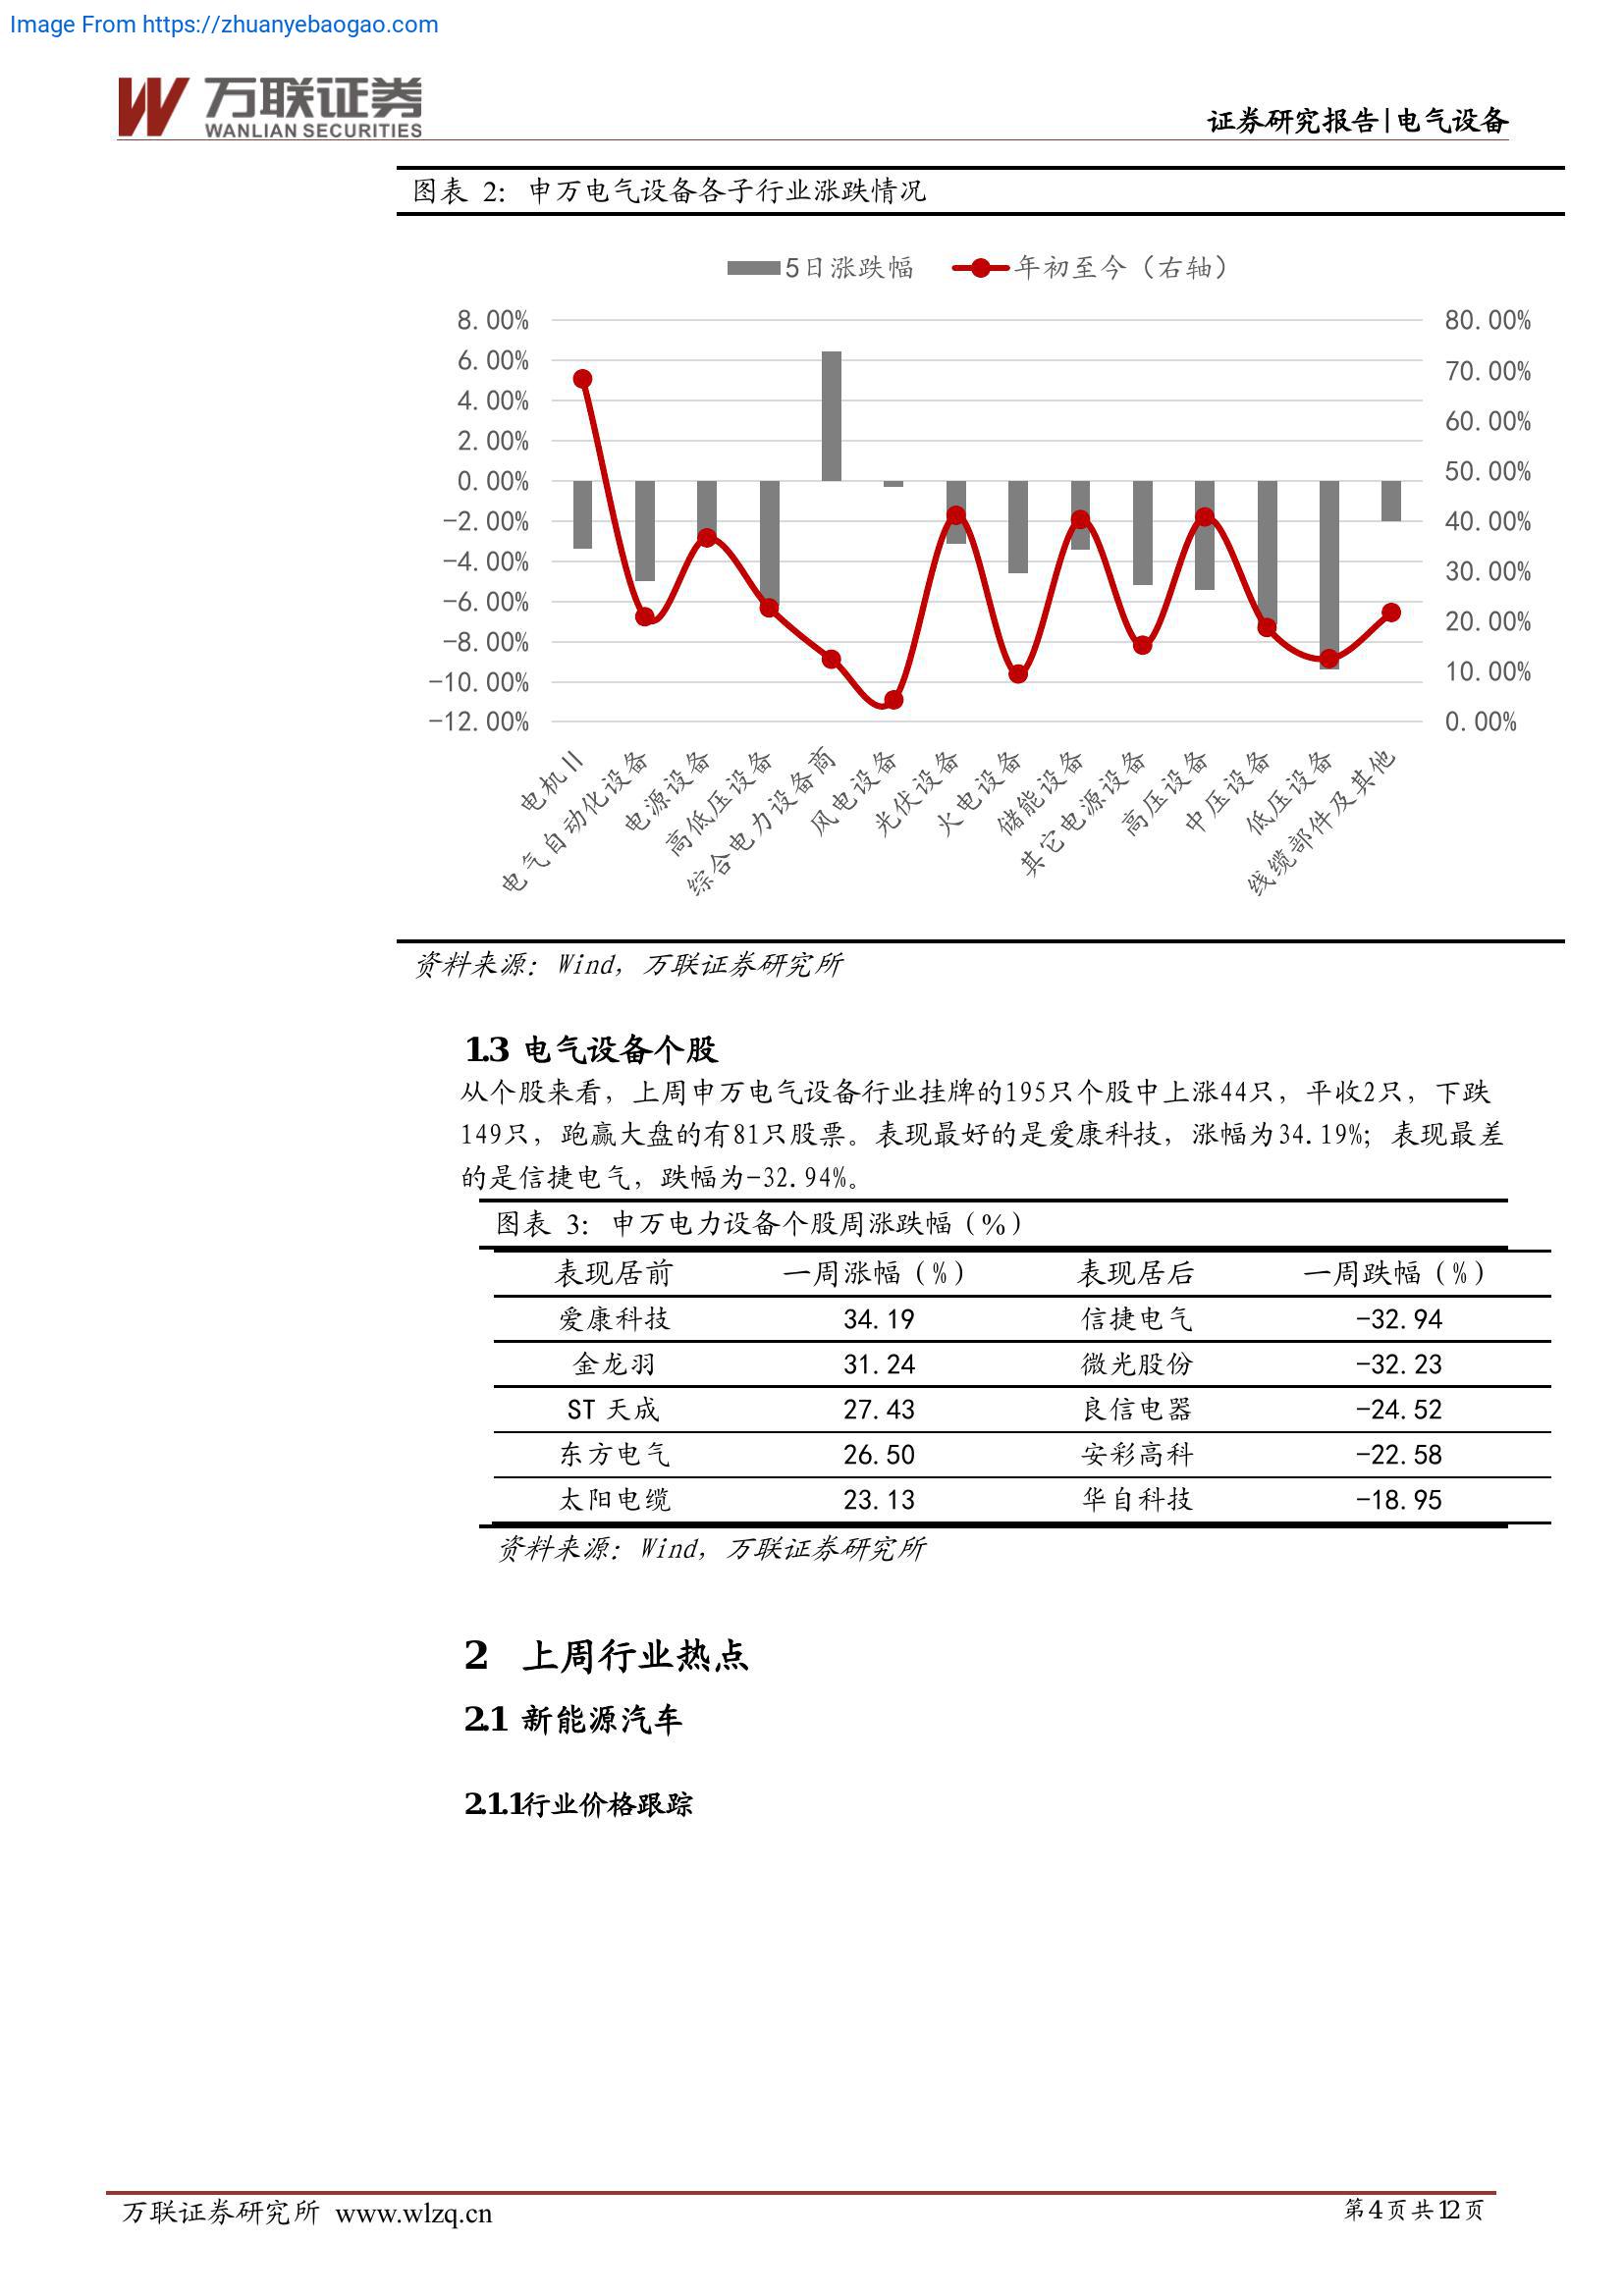 Image From https://zhuanyebaogao.com
万联证券
WANLIAN SECURITIES
证券研究报告|电气设备
图表 2：申万电气设备各子行业涨跌情况
5日涨跌幅 年初至今（右轴）
8.00% 80.00%
6.00% 70.00%
4.00% 60.00%
2.00% 50.00%
0.00% 40.00%
-2.00% 30.00%
-4.00% 20.00%
-6.00% 10.00%
-8.00% 0.00%
-10.00%
-12.00%
电机Ⅱ
电气自动化设备
电源设备
高低压设备
综合电力设备商
风电设备
光伏设备
火电设备
储能设备
其它电源设备
高压设备
中压设备
低压设备
线缆部件及其他
资料来源：Wind，万联证券研究所
1.3 电气设备个股
从个股来看，上周申万电气设备行业挂牌的195只个股中上涨44只，平收2只，下跌
149只，跑赢大盘的有81只股票。表现最好的是爱康科技，涨幅为34.19%；表现最差
的是信捷电气，跌幅为-32.94%。
图表 3：申万电力设备个股周涨跌幅（%）
表现居前 一周涨幅（%） 表现居后 一周跌幅（%）
爱康科技 34.19 信捷电气 -32.94
金龙羽 31.24 微光股份 -32.23
ST 天成 27.43 良信电器 -24.52
东方电气 26.50 安彩高科 -22.58
太阳电缆 23.13 华自科技 -18.95
资料来源：Wind，万联证券研究所
2 上周行业热点
2.1 新能源汽车
2.1.1行业价格跟踪
万联证券研究所 www.wlzq.cn 第4页共12页